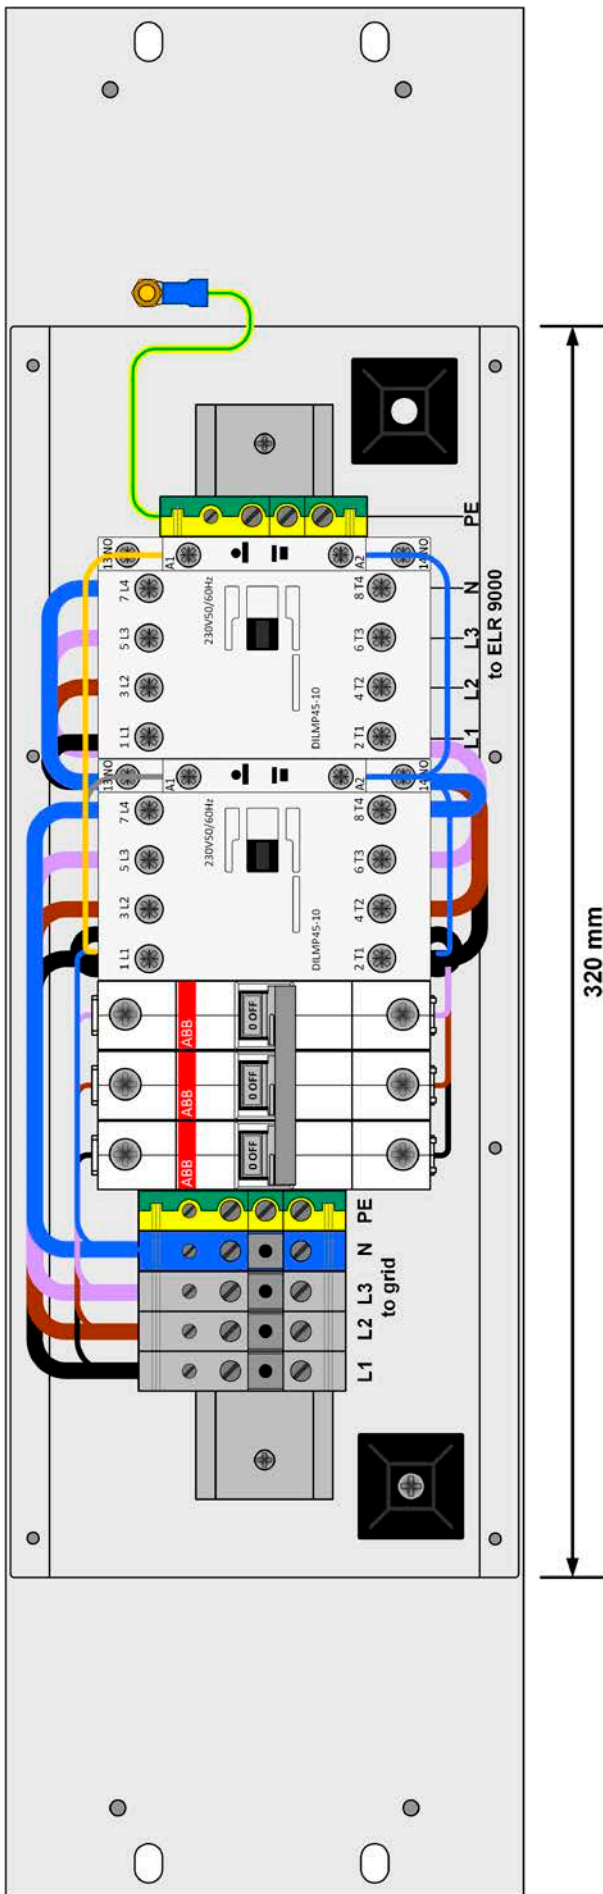 PE
13 NO
A1
A2
14 NO
7 L4
230V50/60Hz
8 T4
N
5 L3
6 T3
L3
to ELR 9000
3 L2
4 T2
L2
1 L1
DILMP45-10
2 T1
L1
13 NO
A1
A2
14 NO
7 L4
230V50/60Hz
8 T4
5 L3
6 T3
3 L2
4 T2
1 L1
DILMP45-10
2 T1
320 mm
ABB
0 OFF
ABB
0 OFF
ABB
0 OFF
PE
N
L3
to grid
L2
L1